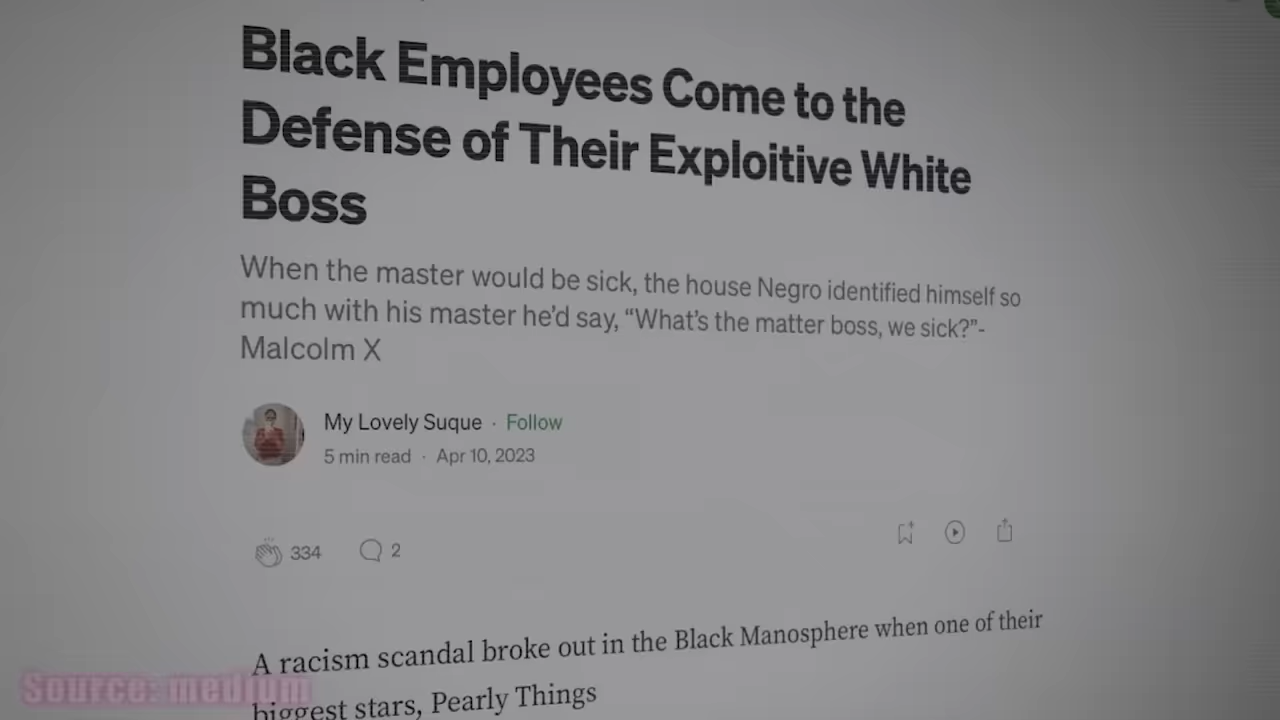 Black Employees Come to the
Defense of Their Exploitive White
Boss
When the master would be sick, the house Negro identified himself so
much with his master he'd say, “What's the matter boss, we sick?”-
Malcolm X
My Lovely Suque · Follow
5 min read · Apr 10, 2023
334 2
A racism scandal broke out in the Black Manosphere when one of their
biggest stars, Pearly Things
Source: medium